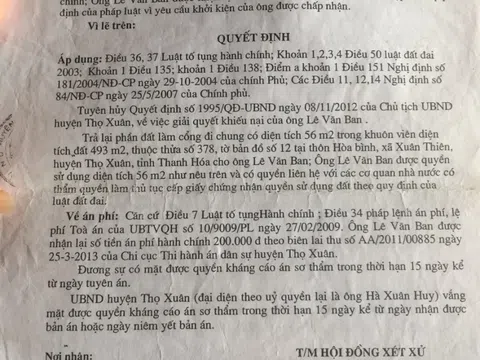 chính; Ông Lê Văn Ban được
định của pháp luật vì yêu cầu khởi kiện của ông được chấp nhận.
Vì lẽ trên:
QUYẾT ĐỊNH
Áp dụng: Điều 36, 37 Luật tố tụng hành chính; Khoản 1,2,3,4 Điều 50 luật đất đai
2003; Khoản 1 Điều 135; khoản 1 Điều 138; Điểm a khoản 1 Điều 151 Nghị định số
181/2004/NĐ-CP ngày 29-10-2004 của chính Phủ; Các Điều 11, 12,14 Nghị định số
84/NĐ-CP ngày 25/5/2007 của Chính phủ.
Tuyên hủy Quyết định số 1995/QĐ-UBND ngày 08/11/2012 của Chủ tịch UBND
huyện Thọ Xuân, về việc giải quyết khiếu nại của ông Lê Văn Ban .
Trả lại phần đất làm cổng đi chung có diện tích 56 m2 trong khuôn viên diện
tích đất 493 m2, thuộc thửa số 378, tờ bản đồ số 12 tại thôn Hòa bình, xã Xuân Thiên,
huyện Thọ Xuân, tỉnh Thanh Hóa cho ông Lê Văn Ban; Ông Lê Văn Ban được quyền
sử dụng diện tích 56 m2 như nêu trên và có quyền liên hệ với các cơ quan nhà nước có
thẩm quyền làm thủ tục cấp giấy chứng nhận quyền sử dụng đất theo quy định của
luật đất đai.
Về án phí: Căn cứ Điều 7 Luật tố tụngHành chính ; Điều 34 pháp lệnh án phí, lệ
phí Toà án của UBTVQH số 10/9009/PL ngày 27/02/2009. Ông Lê Văn Ban được
nhận lại số tiền án phí hành chính 200.000 đ theo biên lai thu số AA/2011/00885 ngày
25-3-2013 của Chi cục Thi hành án dân sự huyện Thọ Xuân.
Đương sự có mặt được quyền kháng cáo án sơ thẩm trong thời hạn 15 ngày kể
từ ngày tuyên án.
UBND huyện Thọ Xuân (đại diện theo uỷ quyền lại là ông Hà Xuân Huy) vắng
mặt được quyền kháng cáo án sơ thẩm trong thời hạn 15 ngày kể từ ngày nhận được
bản án hoặc ngày niêm yết bản án.
Nơi nhận:
T/M HỘI ĐỒNG XÉT XỬ